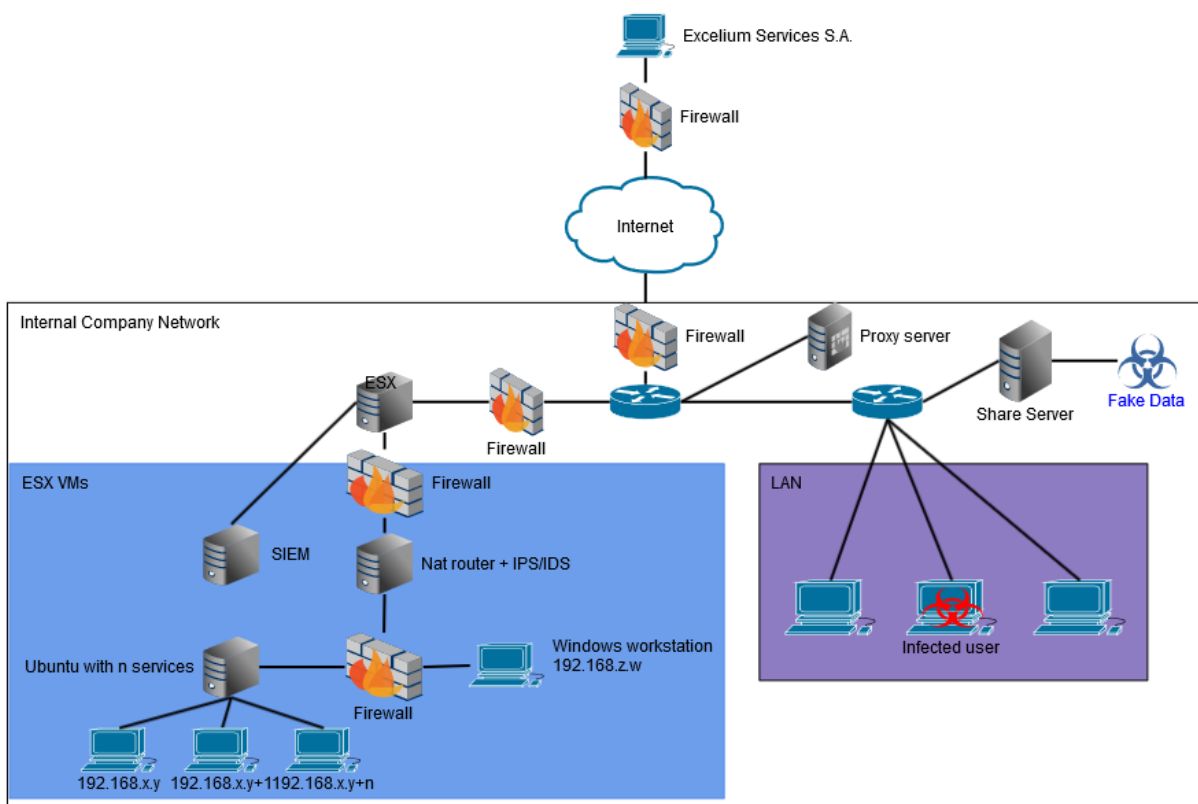 Excelium Services S.A.
Firewall
Internet
Internal Company Network
Firewall
Proxy server
ESX
Firewall
Share Server
Fake Data
ESX VMs
Firewall
LAN
SIEM
Nat router + IPS/IDS
Ubuntu with n services
Windows workstation
192.168.z.w
Firewall
Infected user
192.168.x.y
192.168.x.y+1
192.168.x.y+n